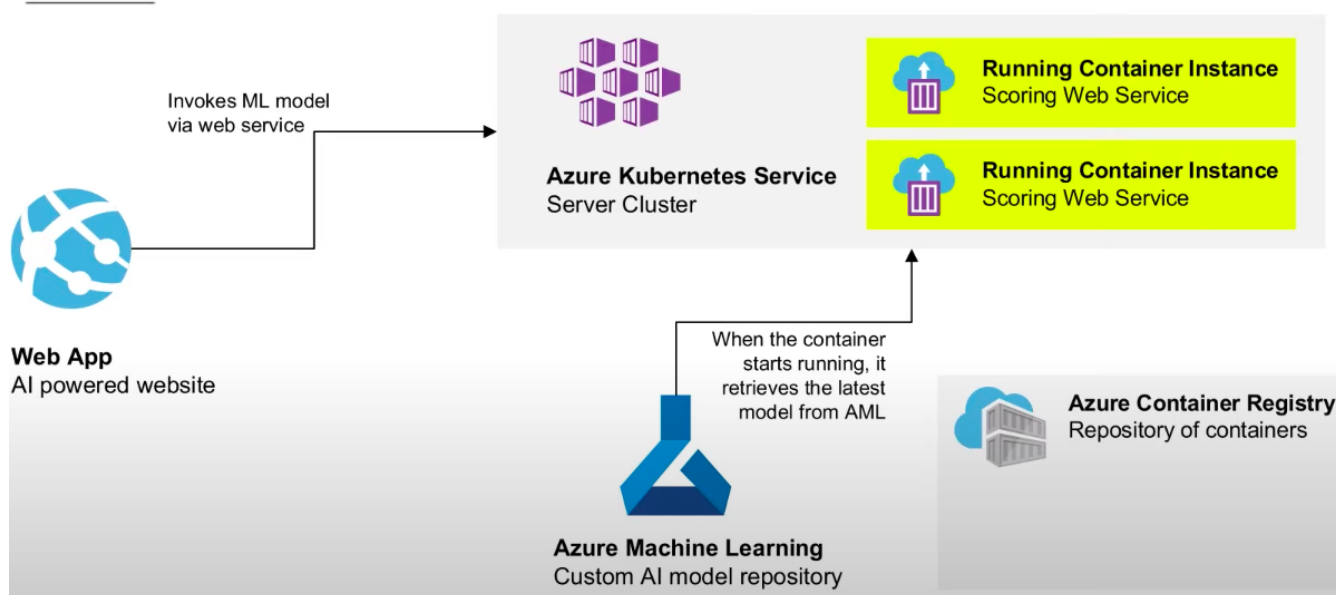 Invokes ML model
via web service
Azure Kubernetes Service
Server Cluster
Running Container Instance
Scoring Web Service
Running Container Instance
Scoring Web Service
Web App
AI powered website
When the container
starts running, it
retrieves the latest
model from AML
Azure Container Registry
Repository of containers
Azure Machine Learning
Custom AI model repository